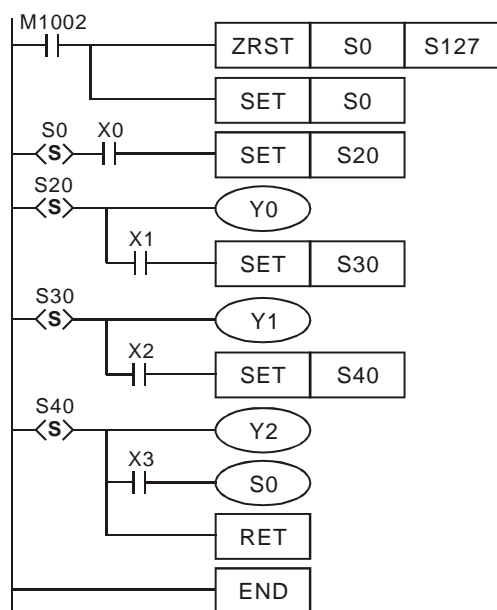 M1002
ZRST S0 S127
SET S0
S0 X0
S SET S20
S20
S Y0
X1
SET S30
S30
S Y1
X2
SET S40
S40
S Y2
X3
S0
RET
END